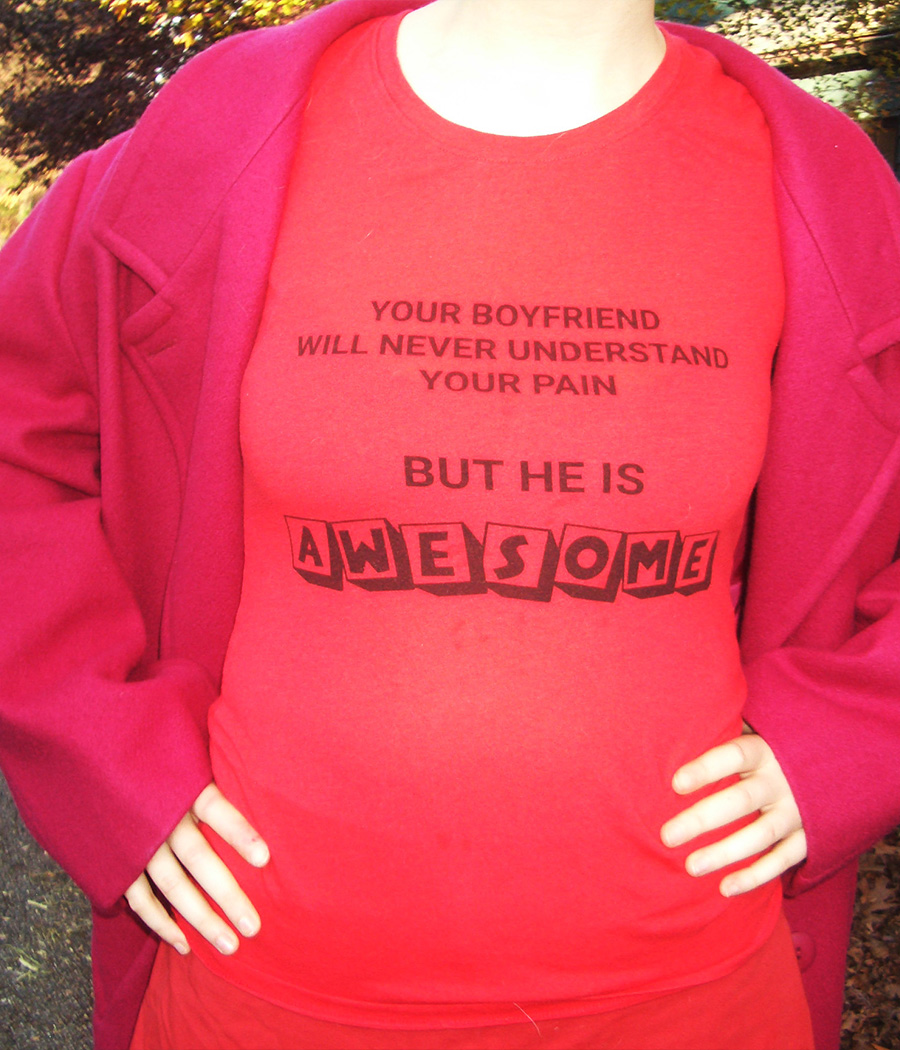 YOUR BOYFRIEND
WILL NEVER UNDERSTAND
YOUR PAIN
BUT HE IS
AWESOME